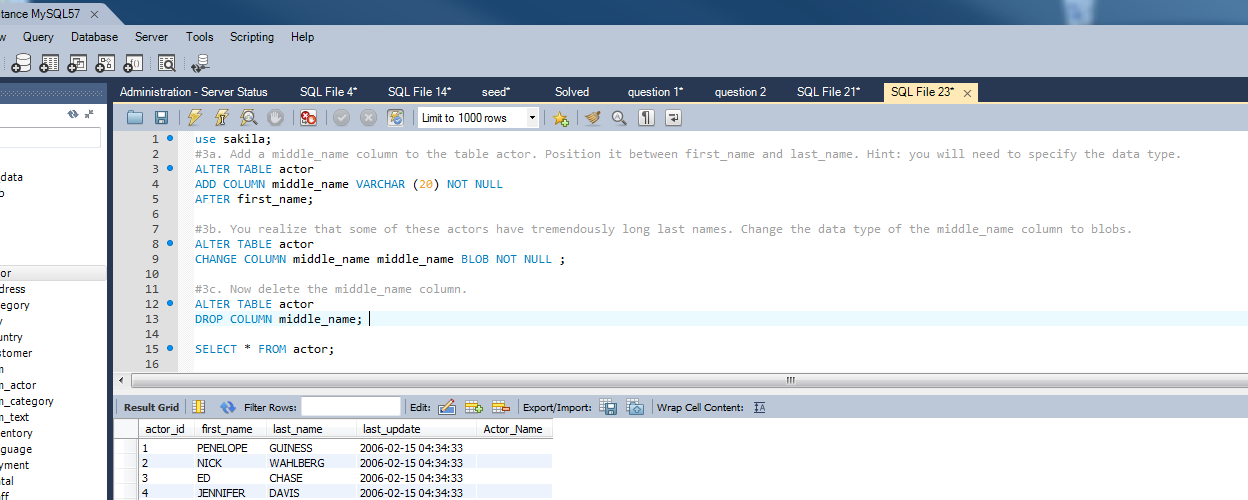 tance MySQL57
w Query Database Server Tools Scripting Help
Administration - Server Status SQL File 4* SQL File 14* seed* Solved question 1* question 2 SQL File 21* SQL File 23*
Limit to 1000 rows
1 use sakila;
2 #3a. Add a middle_name column to the table actor. Position it between first_name and last_name. Hint: you will need to specify the data type.
3 ALTER TABLE actor
4 ADD COLUMN middle_name VARCHAR (20) NOT NULL
5 AFTER first_name;
6
7 #3b. You realize that some of these actors have tremendously long last names. Change the data type of the middle_name column to blobs.
8 ALTER TABLE actor
9 CHANGE COLUMN middle_name middle_name BLOB NOT NULL ;
10
11 #3c. Now delete the middle_name column.
12 ALTER TABLE actor
13 DROP COLUMN middle_name;
14
15 SELECT * FROM actor;
16
_data
o
or
dress
egory
y
untry
stomer
m
m_actor
m_category
m_text
entory
guage
yment
ntal
aff
Result Grid Filter Rows: Edit: Export/Import: Wrap Cell Content:
actor_id first_name last_name last_update Actor_Name
1 PENELOPE GUINESS 2006-02-15 04:34:33
2 NICK WAHLBERG 2006-02-15 04:34:33
3 ED CHASE 2006-02-15 04:34:33
4 JENNIFER DAVIS 2006-02-15 04:34:33